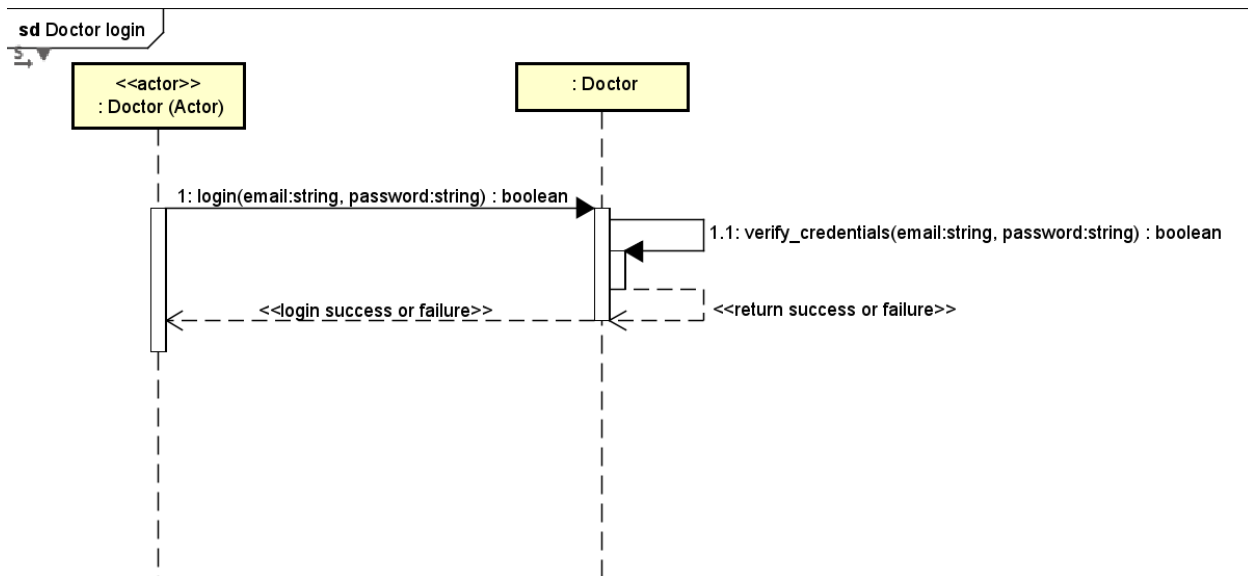 sd Doctor login
S
<<actor>>
: Doctor (Actor)
: Doctor
1: login(email:string, password:string) : boolean
1.1: verify_credentials(email:string, password:string) : boolean
<<login success or failure>>
<<return success or failure>>